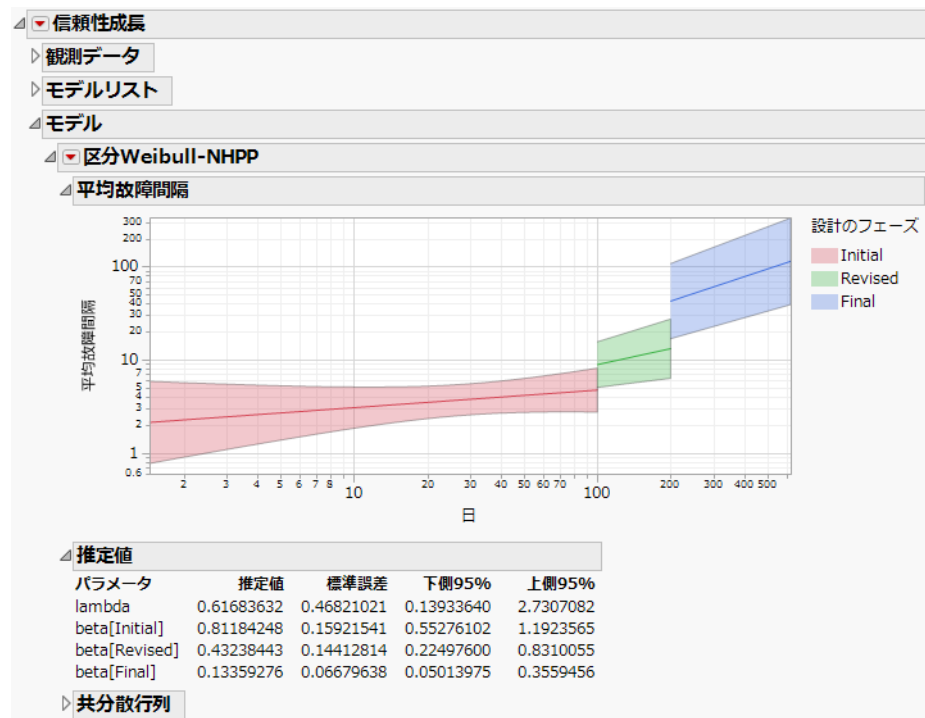 信頼性成長
観測データ
モデルリスト
モデル
区分Weibull-NHPP
平均故障間隔
300
200
100
70
50
40
30
20
10
7
5
4
3
2
1
0.6
平均故障間隔
2 3 4 5 6 7 8 10 20 30 40 50 60 70 100 200 300 400 500
日
設計のフェーズ
Initial
Revised
Final
推定値
パラメータ 推定値 標準誤差 下側95% 上側95%
lambda 0.61683632 0.46821021 0.13933640 2.7307082
beta[Initial] 0.81184248 0.15921541 0.55276102 1.1923565
beta[Revised] 0.43238443 0.14412814 0.22497600 0.8310055
beta[Final] 0.13359276 0.06679638 0.05013975 0.3559456
共分散行列